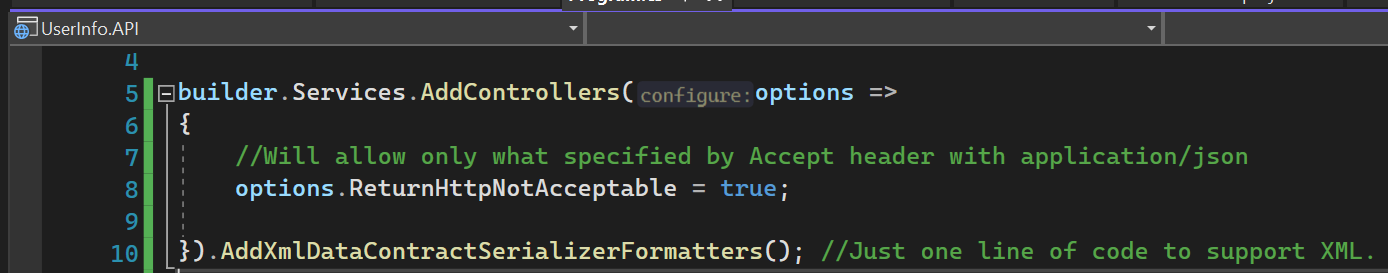 UserInfo.API
4
5 builder.Services.AddControllers(configure:options =>
6 {
7 //Will allow only what specified by Accept header with application/json
8 options.ReturnHttpNotAcceptable = true;
9
10 }).AddXmlDataContractSerializerFormatters(); //Just one line of code to support XML.